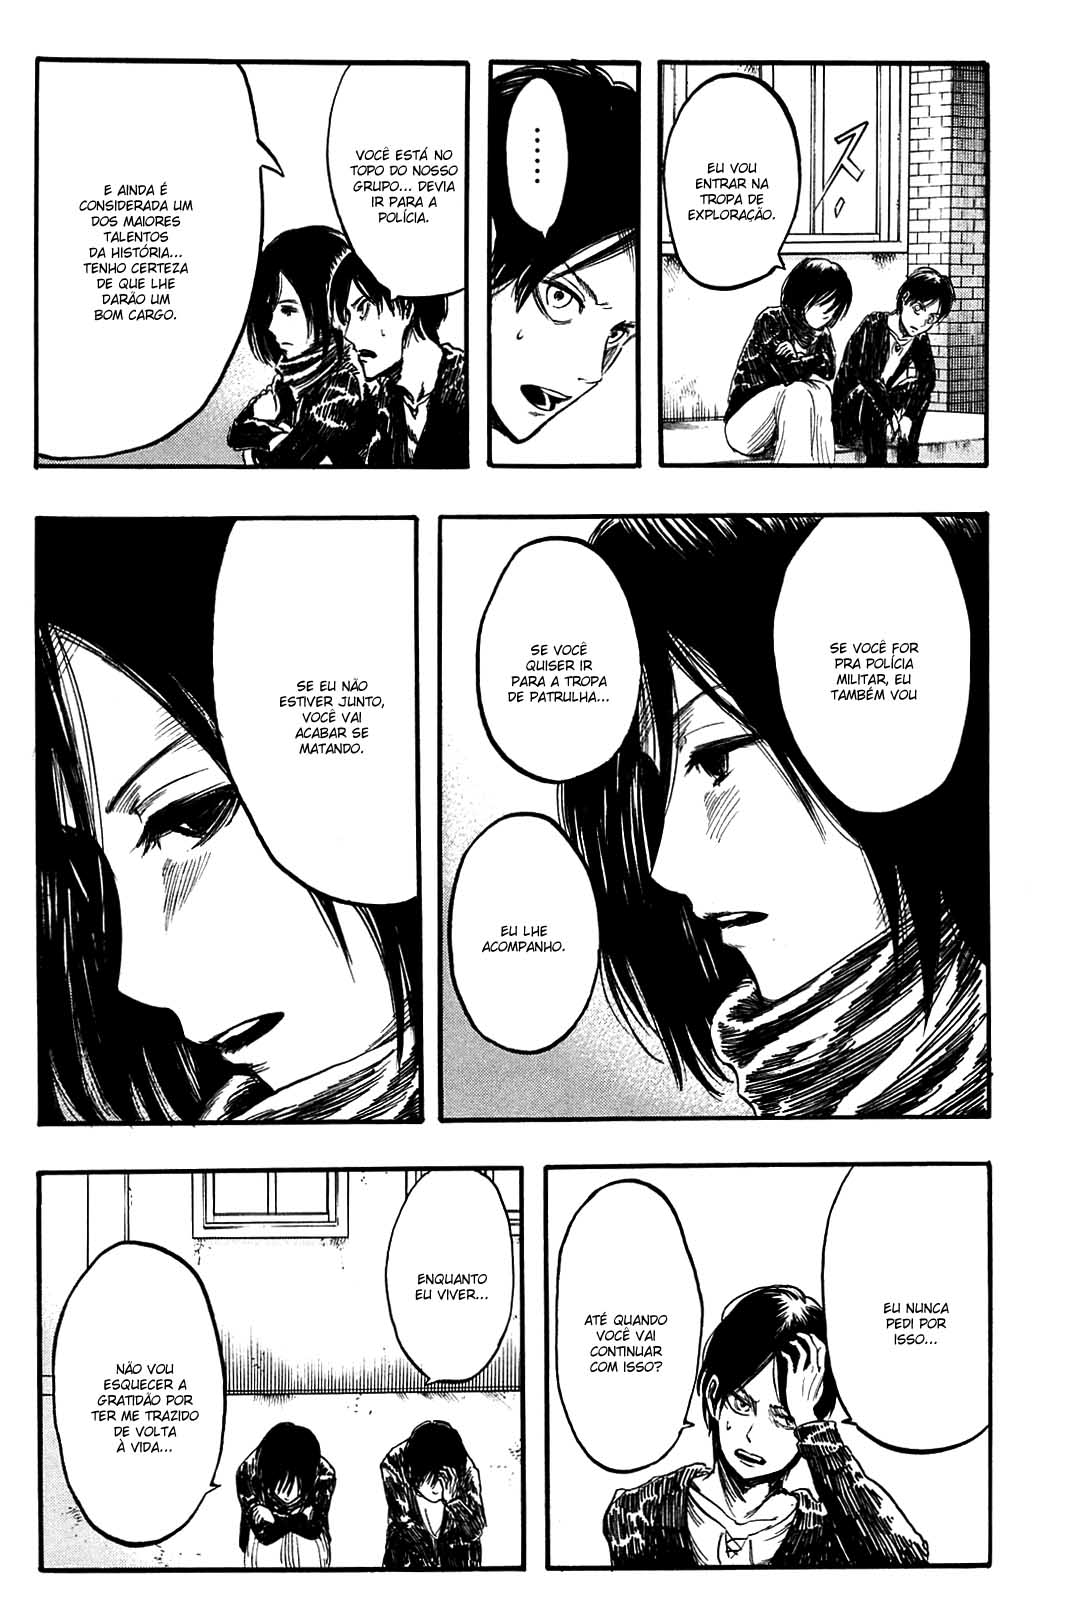 EU VOU
ENTRAR NA
TROPA DE
EXPLORAÇÃO.
ス...
......
VOCÊ ESTÁ NO
TOPO DO NOSSO
GRUPO... DEVIA
IR PARA A
POLÍCIA.
E AINDA É
CONSIDERADA UM
DOS MAIORES
TALENTOS
DA HISTÓRIA...
TENHO CERTEZA
DE QUE LHE
DARÃO UM
BOM CARGO.
SE VOCÊ FOR
PRA POLÍCIA
MILITAR, EU
TAMBÉM VOU
SE VOCÊ
QUISER IR
PARA A TROPA
DE PATRULHA...
EU LHE
ACOMPANHO.
SE EU NÃO
ESTIVER JUNTO,
VOCÊ VAI
ACABAR SE
MATANDO.
EU NUNCA
PEDI POR
ISSO...
ATÉ QUANDO
VOCÊ VAI
CONTINUAR
COM ISSO?
ENQUANTO
EU VIVER...
NÃO VOU
ESQUECER A
GRATIDÃO POR
TER ME TRAZIDO
DE VOLTA
À VIDA...